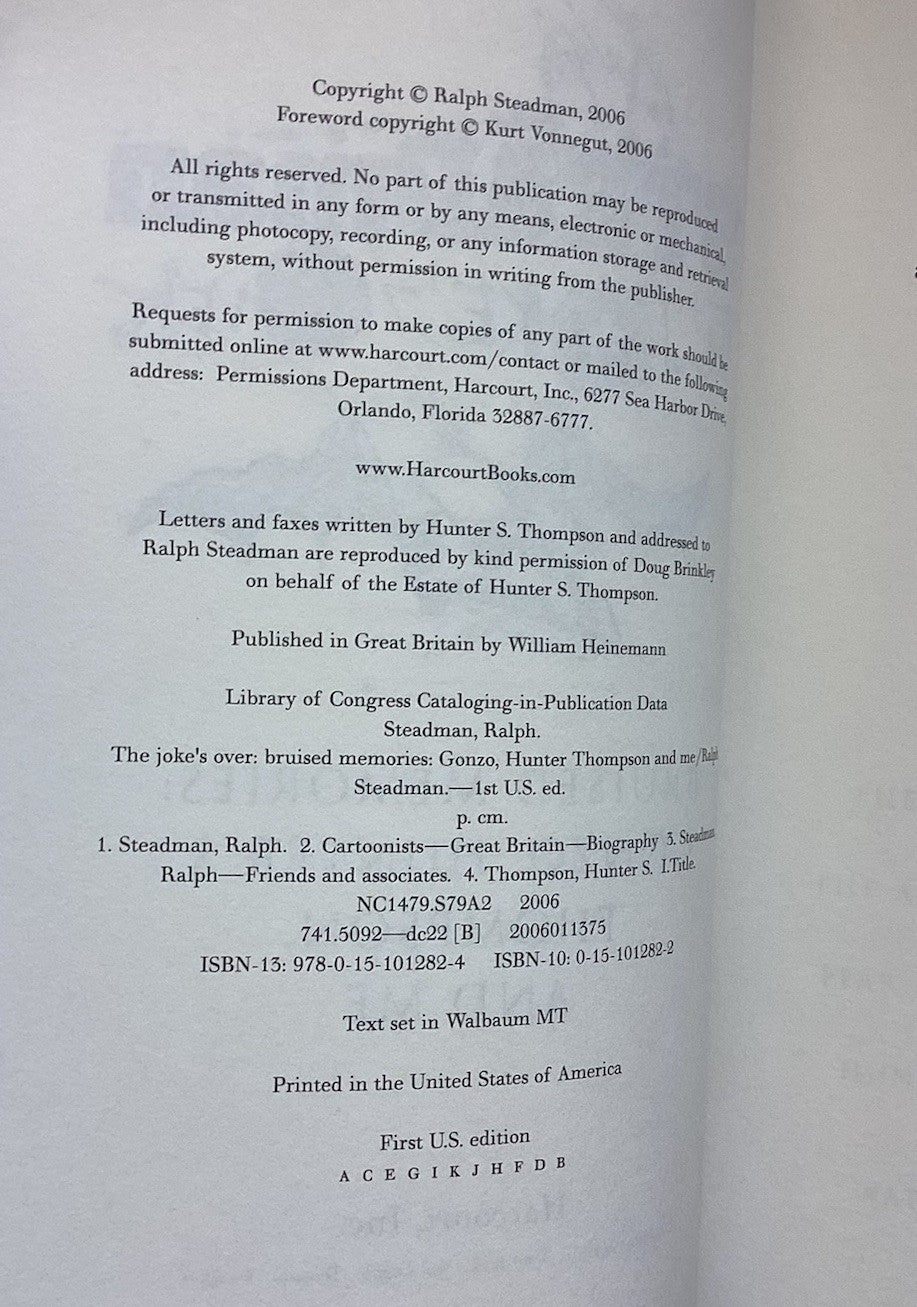 Copyright © Ralph Steadman, 2006
Foreword copyright © Kurt Vonnegut, 2006
All rights reserved. No part of this publication may be reproduced
or transmitted in any form or by any means, electronic or mechanical,
including photocopy, recording, or any information storage and retrieval
system, without permission in writing from the publisher.
Requests for permission to make copies of any part of the work should be
submitted online at www.harcourt.com/contact or mailed to the following
address: Permissions Department, Harcourt, Inc., 6277 Sea Harbor Drive,
Orlando, Florida 32887-6777.
www.HarcourtBooks.com
Letters and faxes written by Hunter S. Thompson and addressed to
Ralph Steadman are reproduced by kind permission of Doug Brinkley
on behalf of the Estate of Hunter S. Thompson.
Published in Great Britain by William Heinemann
Library of Congress Cataloging-in-Publication Data
Steadman, Ralph.
The joke's over: bruised memories: Gonzo, Hunter Thompson and me/Ralph
Steadman.—1st U.S. ed.
p. cm.
1. Steadman, Ralph. 2. Cartoonists—Great Britain—Biography 3. Steadman,
Ralph—Friends and associates. 4. Thompson, Hunter S. I.Title.
NC1479.S79A2 2006
741.5092—dc22 [B] 2006011375
ISBN-13: 978-0-15-101282-4 ISBN-10: 0-15-101282-2
Text set in Walbaum MT
Printed in the United States of America
First U.S. edition
A C E G I K J H F D B